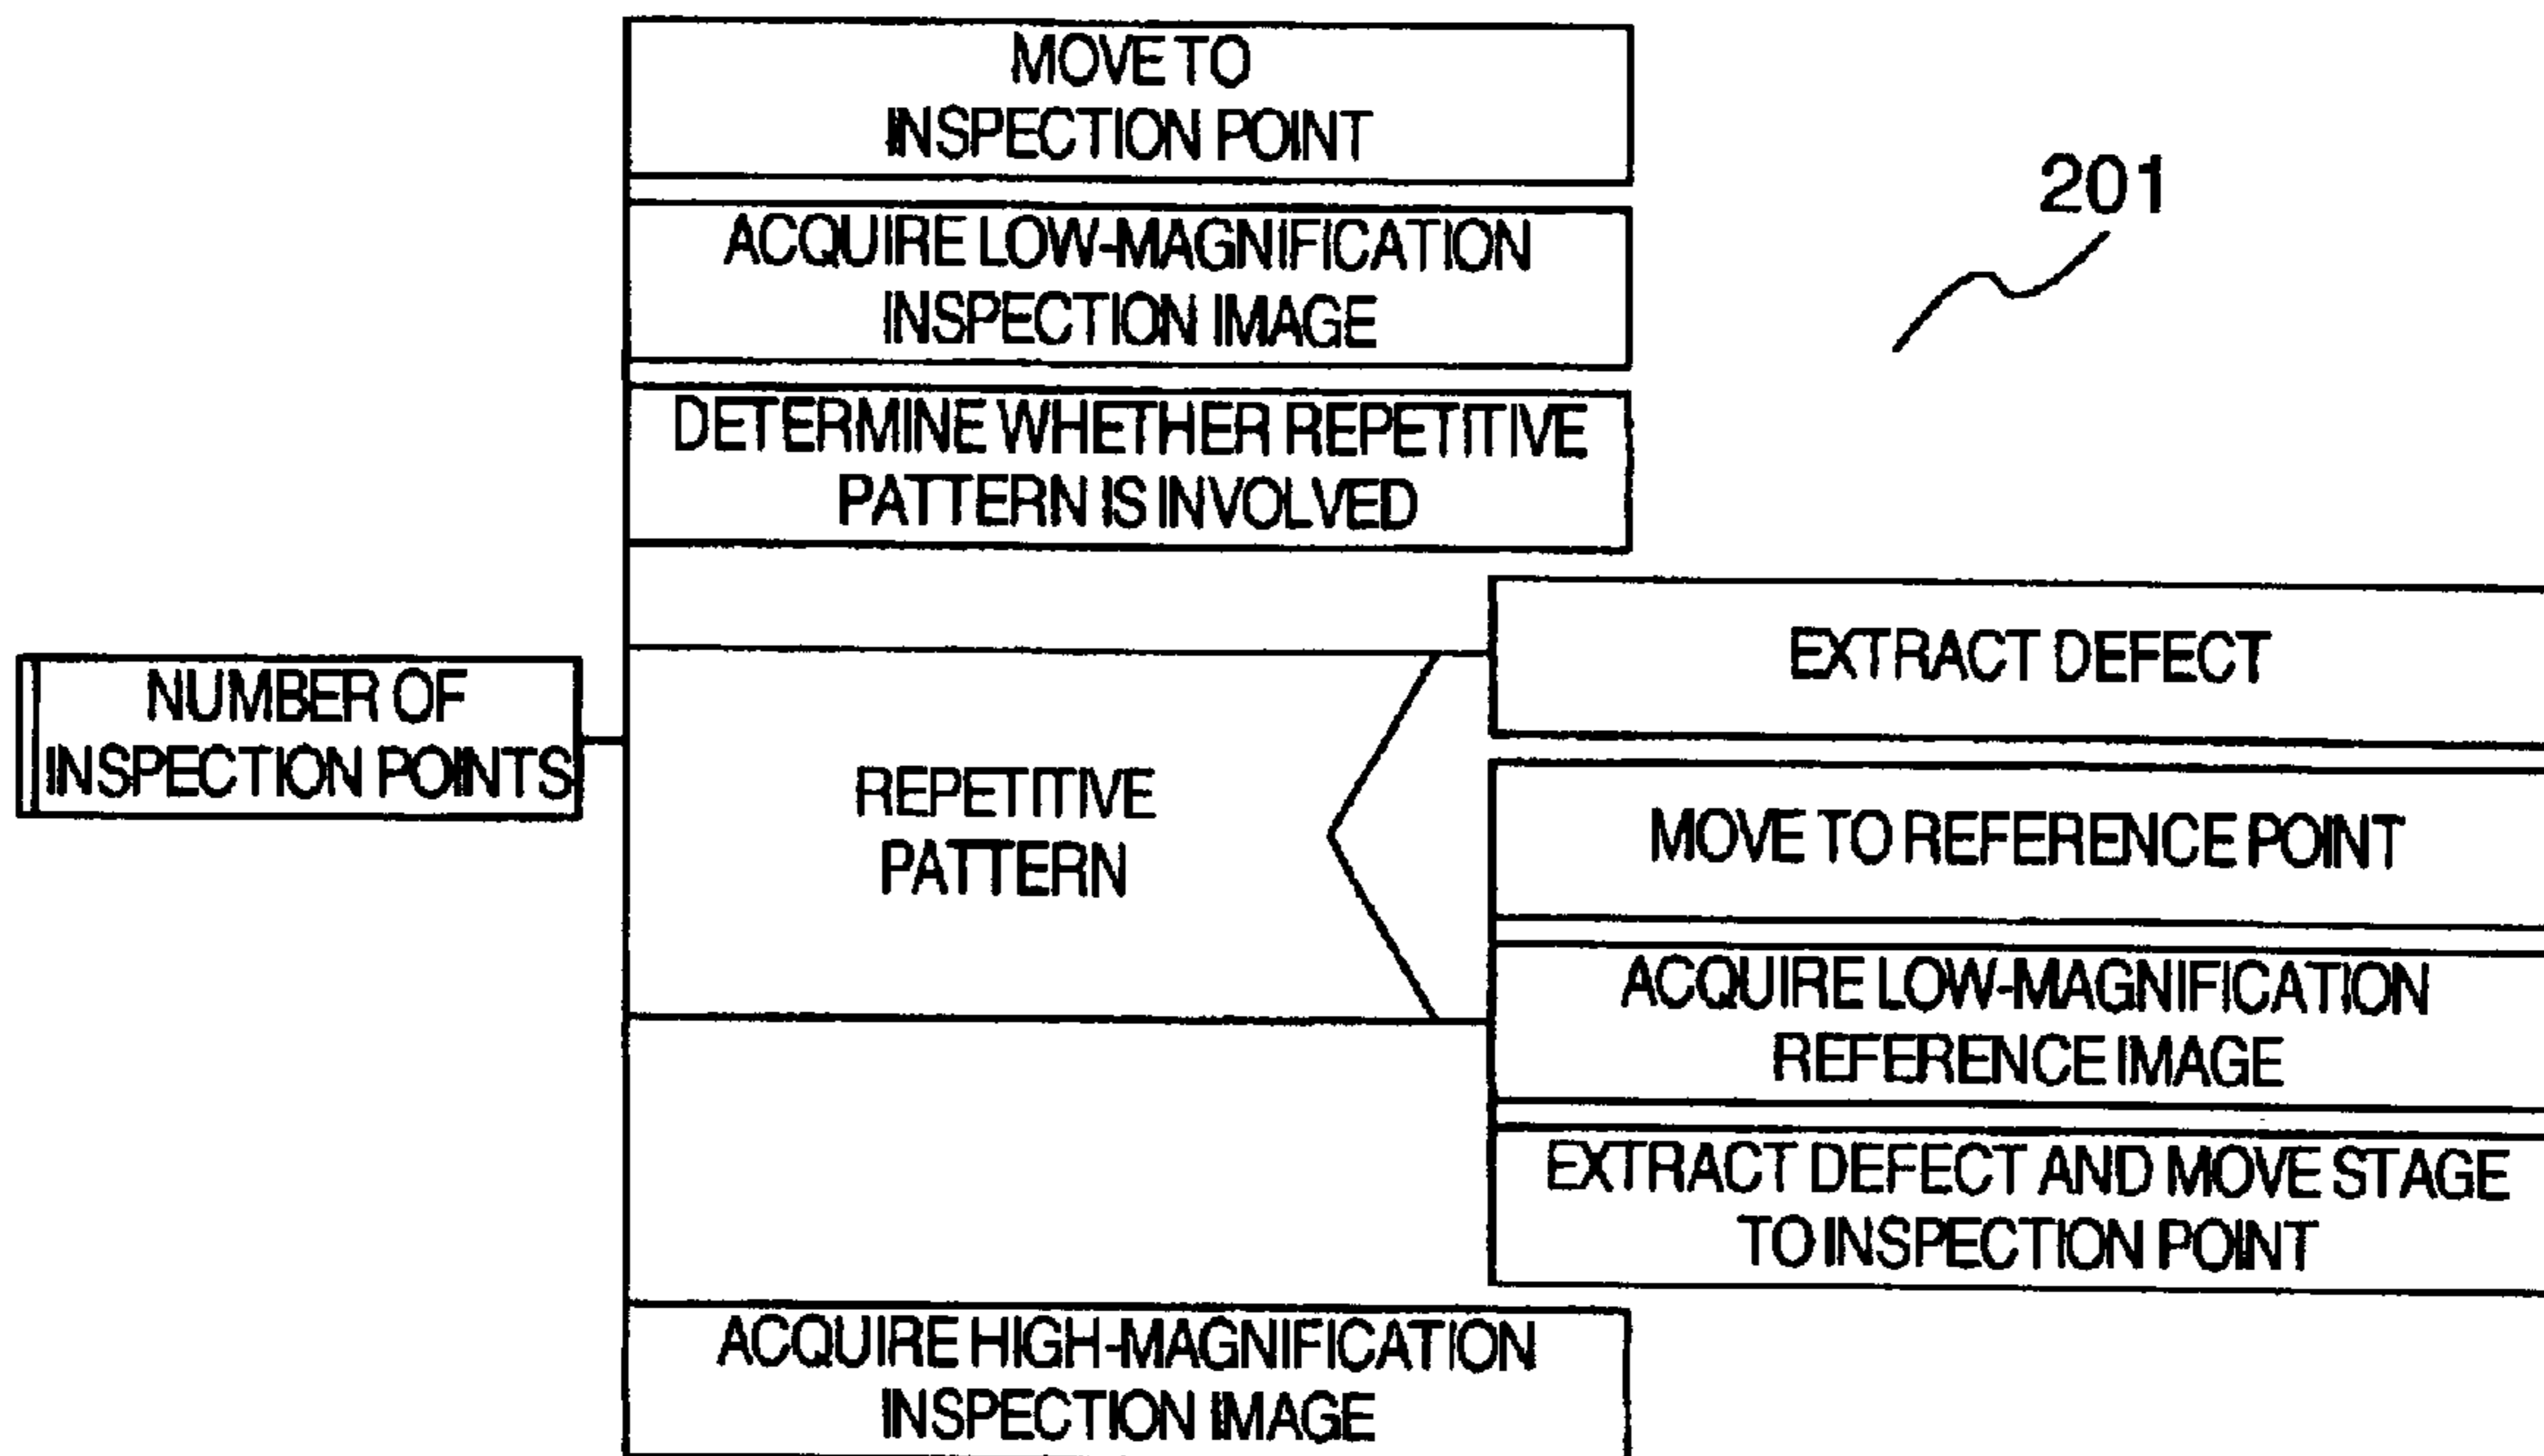 MOVE TO
INSPECTION POINT
201
ACQUIRE LOW-MAGNIFICATION
INSPECTION IMAGE
DETERMINE WHETHER REPETITIVE
PATTERN IS INVOLVED
NUMBER OF
INSPECTION POINTS
REPETITIVE
PATTERN
EXTRACT DEFECT
MOVE TO REFERENCE POINT
ACQUIRE LOW-MAGNIFICATION
REFERENCE IMAGE
EXTRACT DEFECT AND MOVE STAGE
TO INSPECTION POINT
ACQUIRE HIGH-MAGNIFICATION
INSPECTION IMAGE